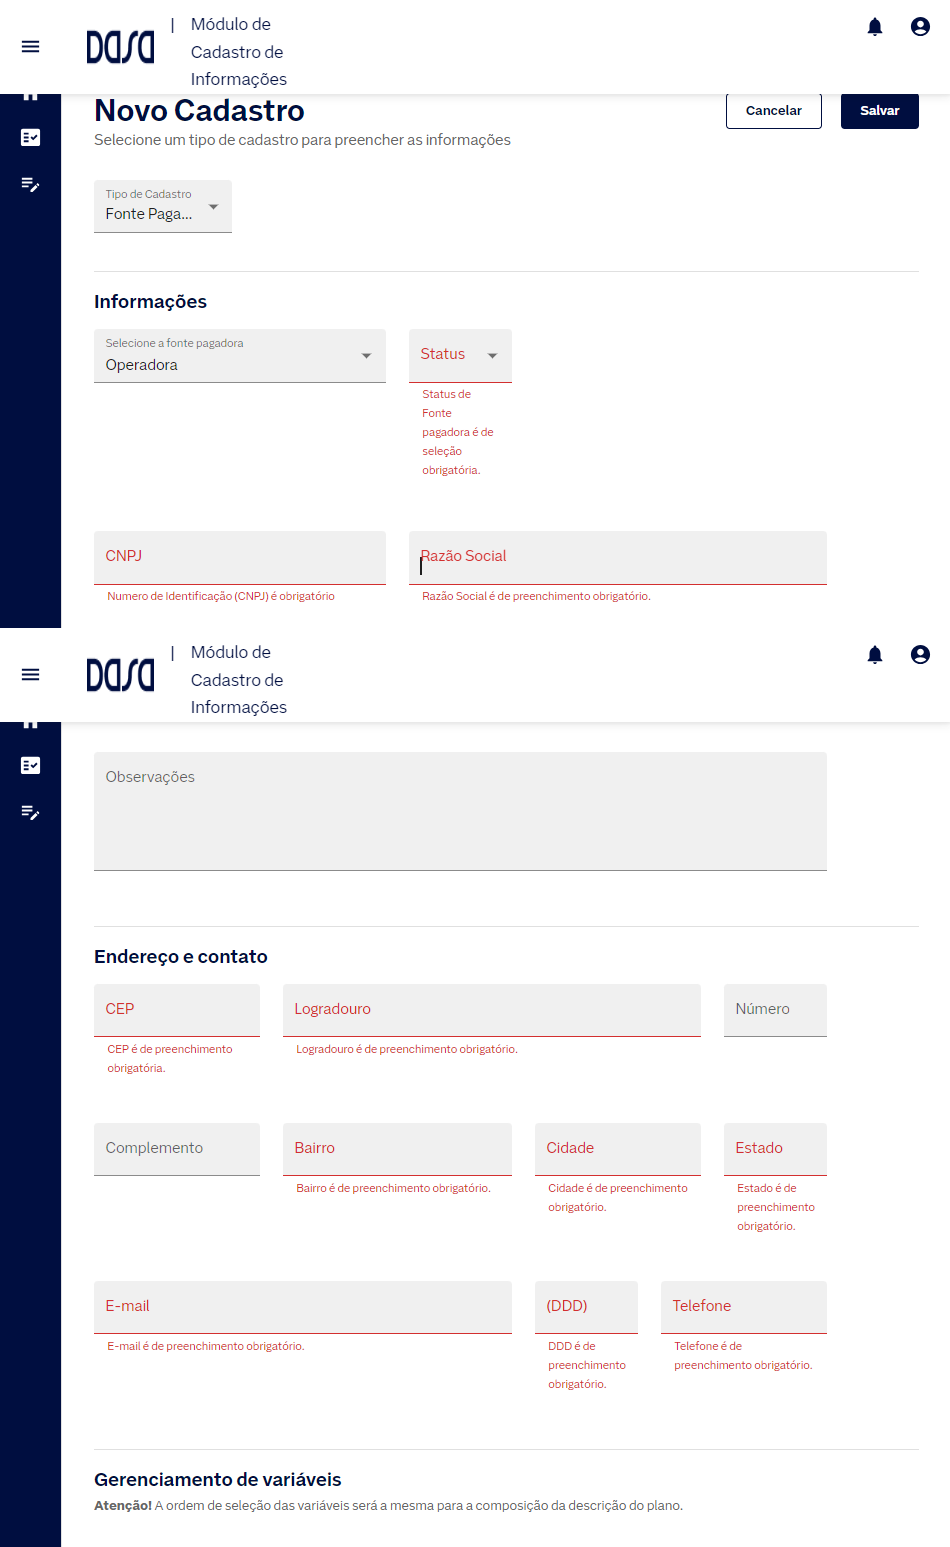 Dasa
| Módulo de
Cadastro de
Informações
Novo Cadastro
Cancelar
Salvar
Selecione um tipo de cadastro para preencher as informações
Tipo de Cadastro
Fonte Paga...
Informações
Selecione a fonte pagadora
Operadora
Status
Status de
Fonte
pagadora é de
seleção
obrigatória.
CNPJ
Numero de Identificação (CNPJ) é obrigatório
Razão Social
Razão Social é de preenchimento obrigatório.
Dasa
| Módulo de
Cadastro de
Informações
Observações
Endereço e contato
CEP
CEP é de preenchimento
obrigatória.
Logradouro
Logradouro é de preenchimento obrigatório.
Número
Complemento
Bairro
Bairro é de preenchimento obrigatório.
Cidade
Cidade é de preenchimento
obrigatório.
Estado
Estado é de
preenchimento
obrigatório.
E-mail
E-mail é de preenchimento obrigatório.
(DDD)
DDD é de
preenchimento
obrigatório.
Telefone
Telefone é de
preenchimento obrigatório.
Gerenciamento de variáveis
Atenção! A ordem de seleção das variáveis será a mesma para a composição da descrição do plano.